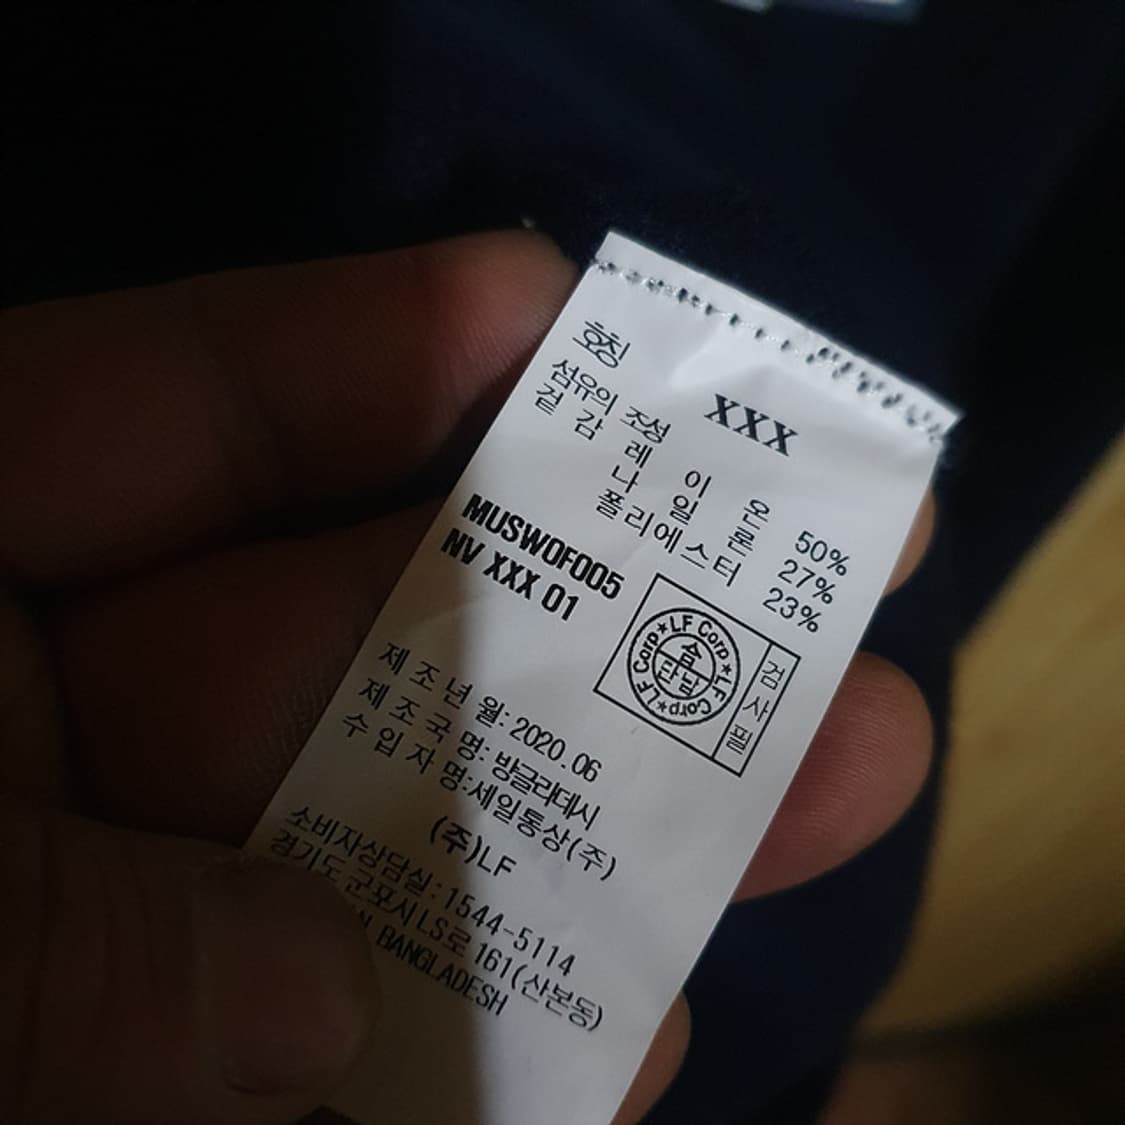 호칭 XXX
섬유의 조성
겉감 레이온 50%
나일론 27%
폴리에스터 23%
MUSW0F005
NV XXX 01
LF Corp★LF Corp★LF Corp★
숨
단 남
검사필
제조년월: 2020.06
제조국명: 방글라데시
수입자명:세일통상(주)
(주)LF
소비자상담실:1544-5114
경기도 군포시 LS로 161(산본동)
BANGLADESH